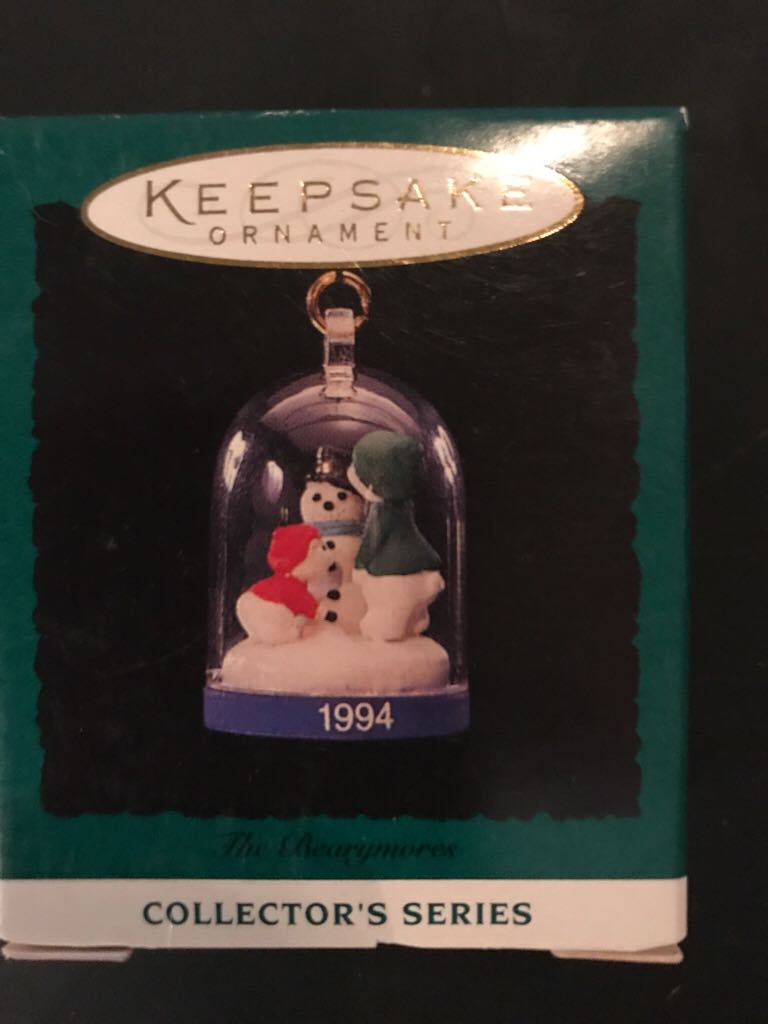 KEEPSAKE
ORNAMENT
1994
The Bearymores
COLLECTOR'S SERIES